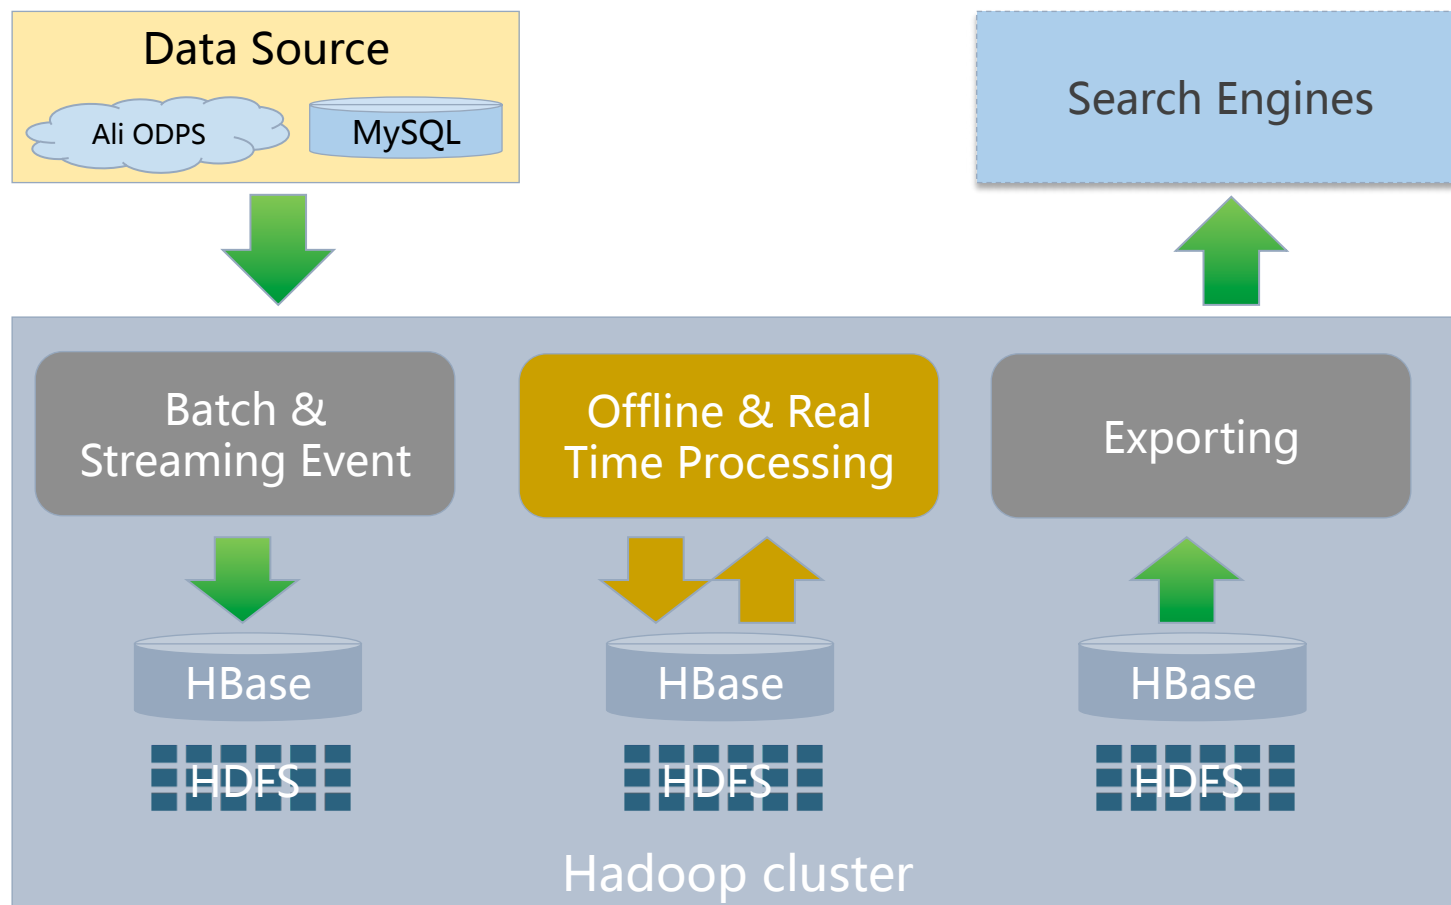 Data Source
Ali ODPS
MySQL
Search Engines
Batch &
Streaming Event
Offline & Real
Time Processing
Exporting
HBase
HBase
HBase
HDFS
HDFS
HDFS
Hadoop cluster